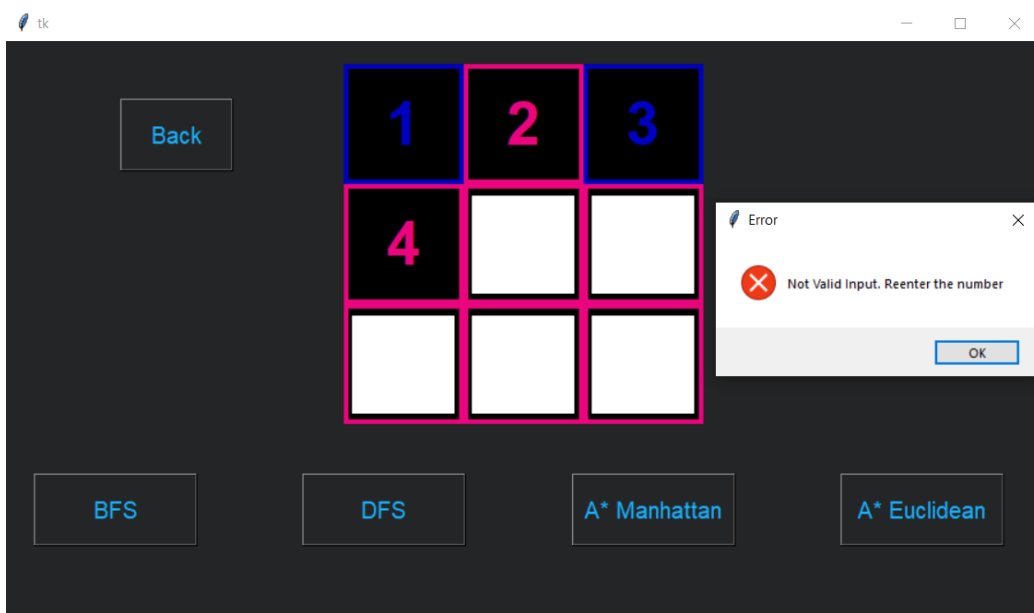 tk
Back
1 2 3
4
Error
Not Valid Input. Reenter the number
OK
BFS DFS A* Manhattan A* Euclidean